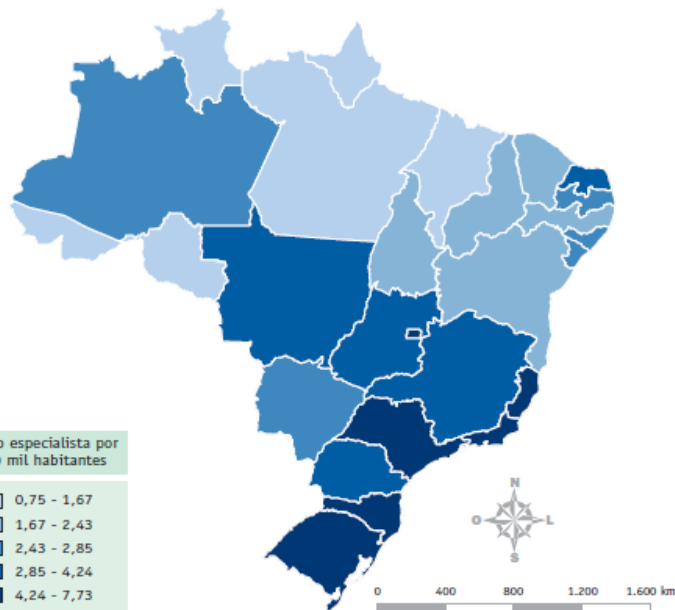 especialista por
mil habitantes
0,75 - 1,67
1,67 - 2,43
2,43 - 2,85
2,85 - 4,24
4,24 - 7,73
N
O
L
S
0 400 800 1.200 1.600 km